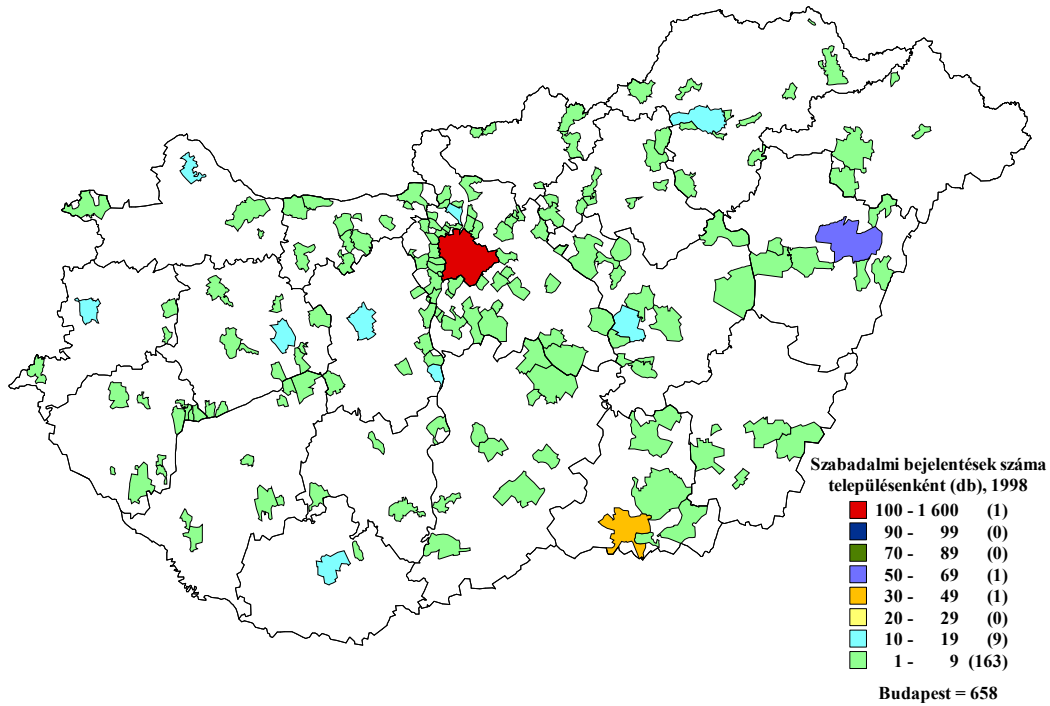 Szabadalmi bejelentések száma
településenként (db), 1998
100 - 1 600 (1)
90 - 99 (0)
70 - 89 (0)
50 - 69 (1)
30 - 49 (1)
20 - 29 (0)
10 - 19 (9)
1 - 9 (163)
Budapest = 658